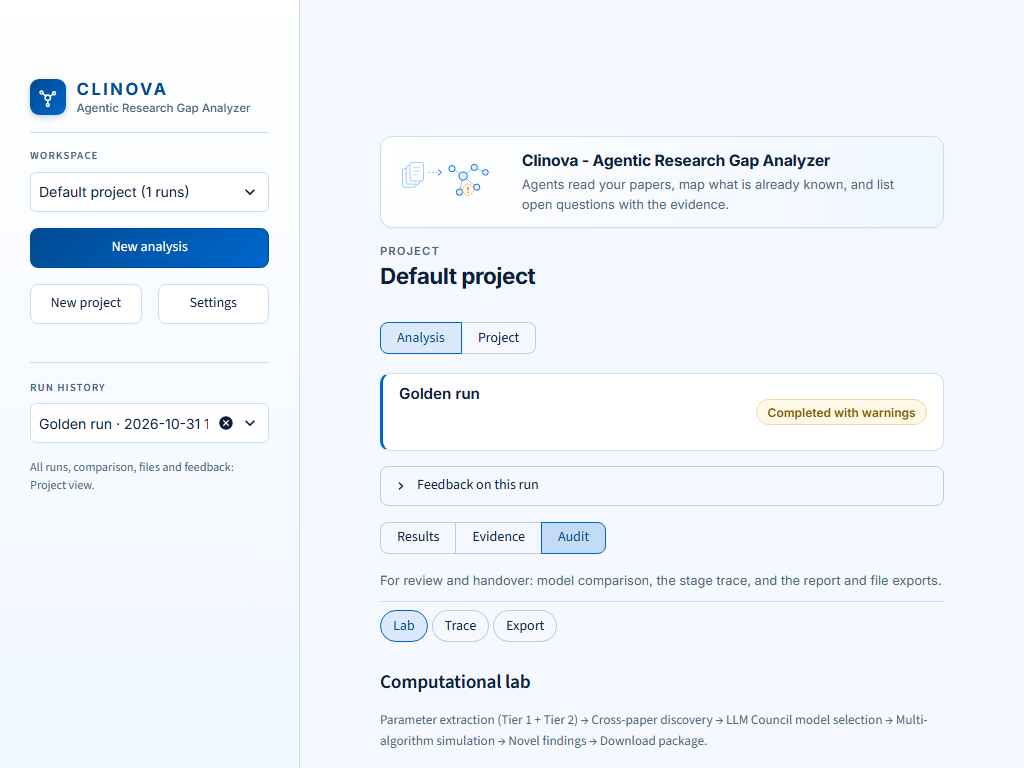 CLINOVA
Agentic Research Gap Analyzer
WORKSPACE
Default project (1 runs)
New analysis
New project
Settings
RUN HISTORY
Golden run · 2026-10-31 1
All runs, comparison, files and feedback:
Project view.
Clinova - Agentic Research Gap Analyzer
Agents read your papers, map what is already known, and list
open questions with the evidence.
PROJECT
Default project
Analysis
Project
Golden run
Completed with warnings
Feedback on this run
Results
Evidence
Audit
For review and handover: model comparison, the stage trace, and the report and file exports.
Lab
Trace
Export
Computational lab
Parameter extraction (Tier 1 + Tier 2) → Cross-paper discovery → LLM Council model selection → Multi-
algorithm simulation → Novel findings → Download package.